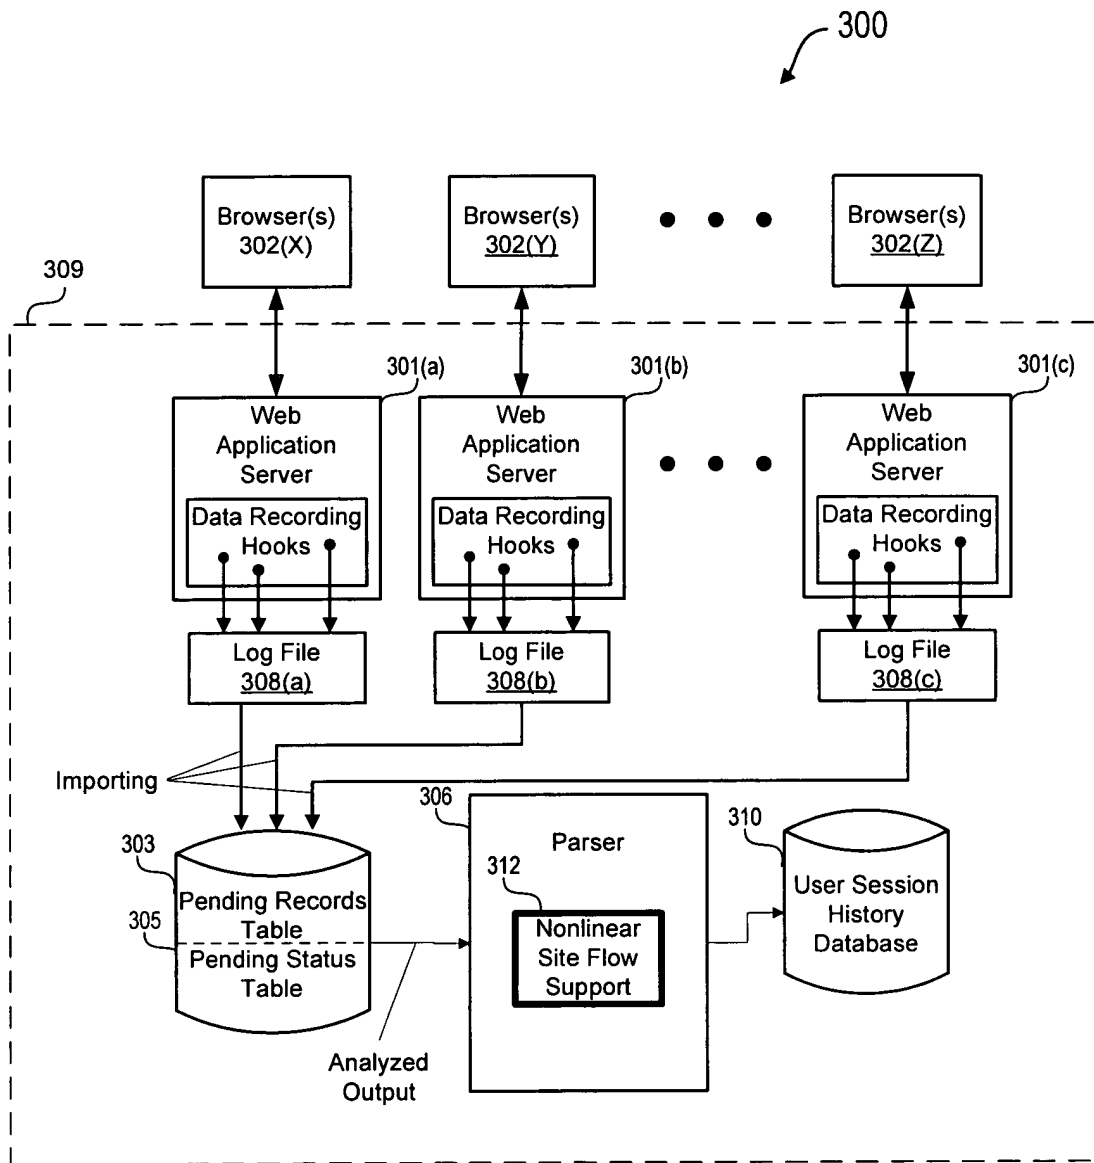 300
Browser(s)
302(X)
Browser(s)
302(Y)
Browser(s)
302(Z)
309
301(a)
301(b)
301(c)
Web
Application
Server
Data Recording
Hooks
Web
Application
Server
Data Recording
Hooks
Web
Application
Server
Data Recording
Hooks
Log File
308(a)
Log File
308(b)
Log File
308(c)
Importing
303
Pending Records
Table
305
Pending Status
Table
Analyzed
Output
306
Parser
312
Nonlinear
Site Flow
Support
310
User Session
History
Database